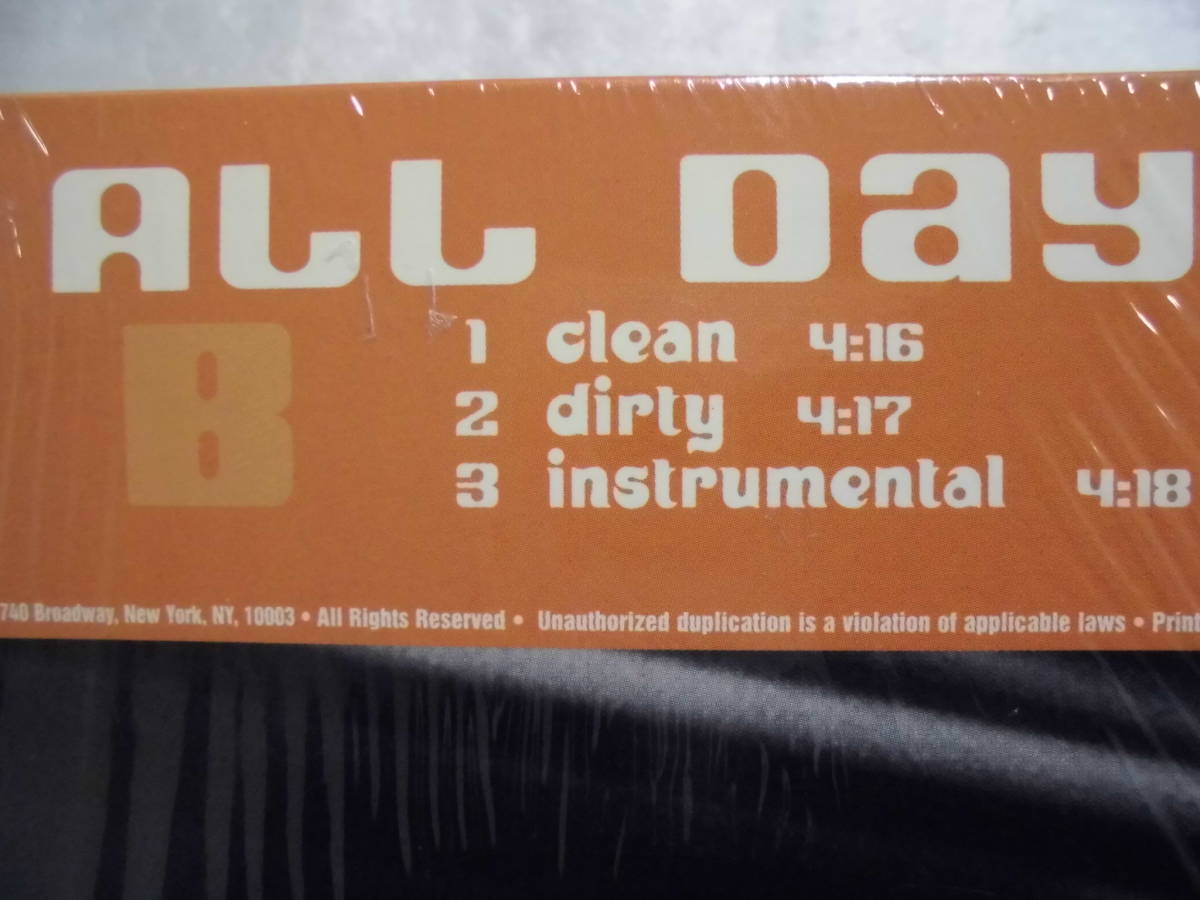 ALL Day
B
1 clean 4:16
2 dirty 4:17
3 instrumental 4:18
740 Broadway, New York, NY, 10003 • All Rights Reserved • Unauthorized duplication is a violation of applicable laws • Print